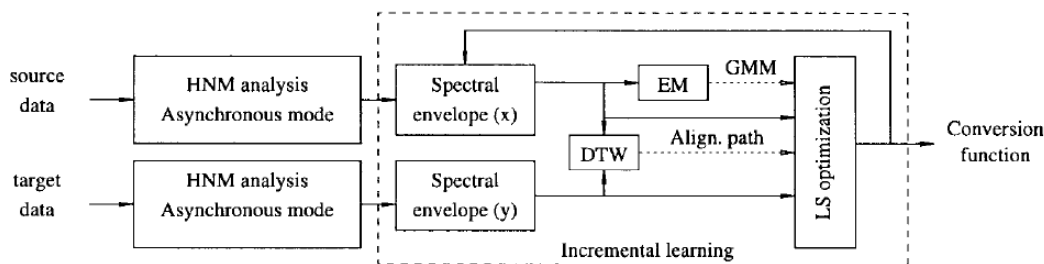 source
data
HNM analysis
Asynchronous mode
Spectral
envelope (x)
EM
GMM
DTW
Align. path
LS optimization
Conversion
function
target
data
HNM analysis
Asynchronous mode
Spectral
envelope (y)
Incremental learning